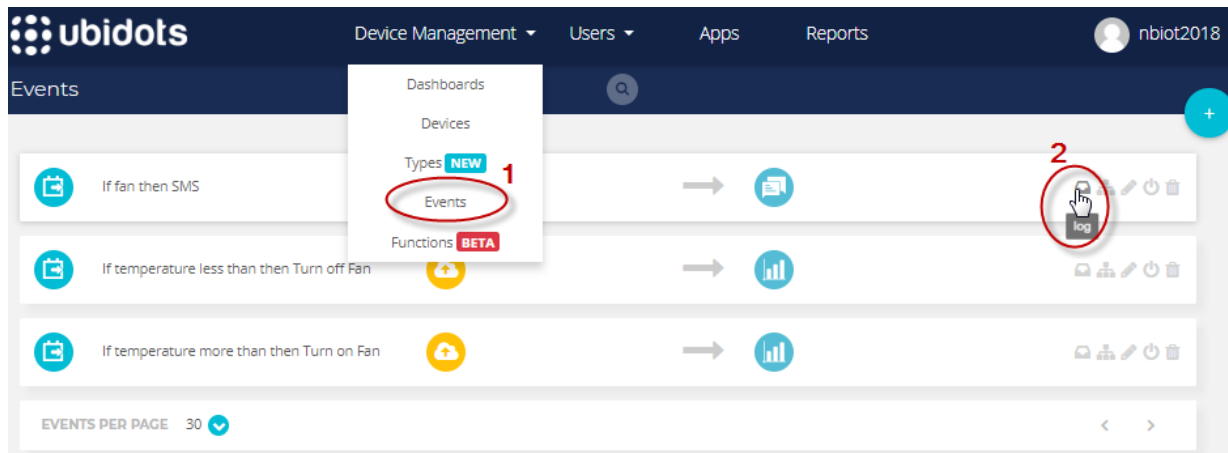 ubidots Device Management Users Apps Reports nbiot2018
Events
Dashboards
Devices
Types NEW
Events
Functions BETA
1
2
+
If fan then SMS
log
If temperature less than then Turn off Fan
If temperature more than then Turn on Fan
EVENTS PER PAGE 30 < >